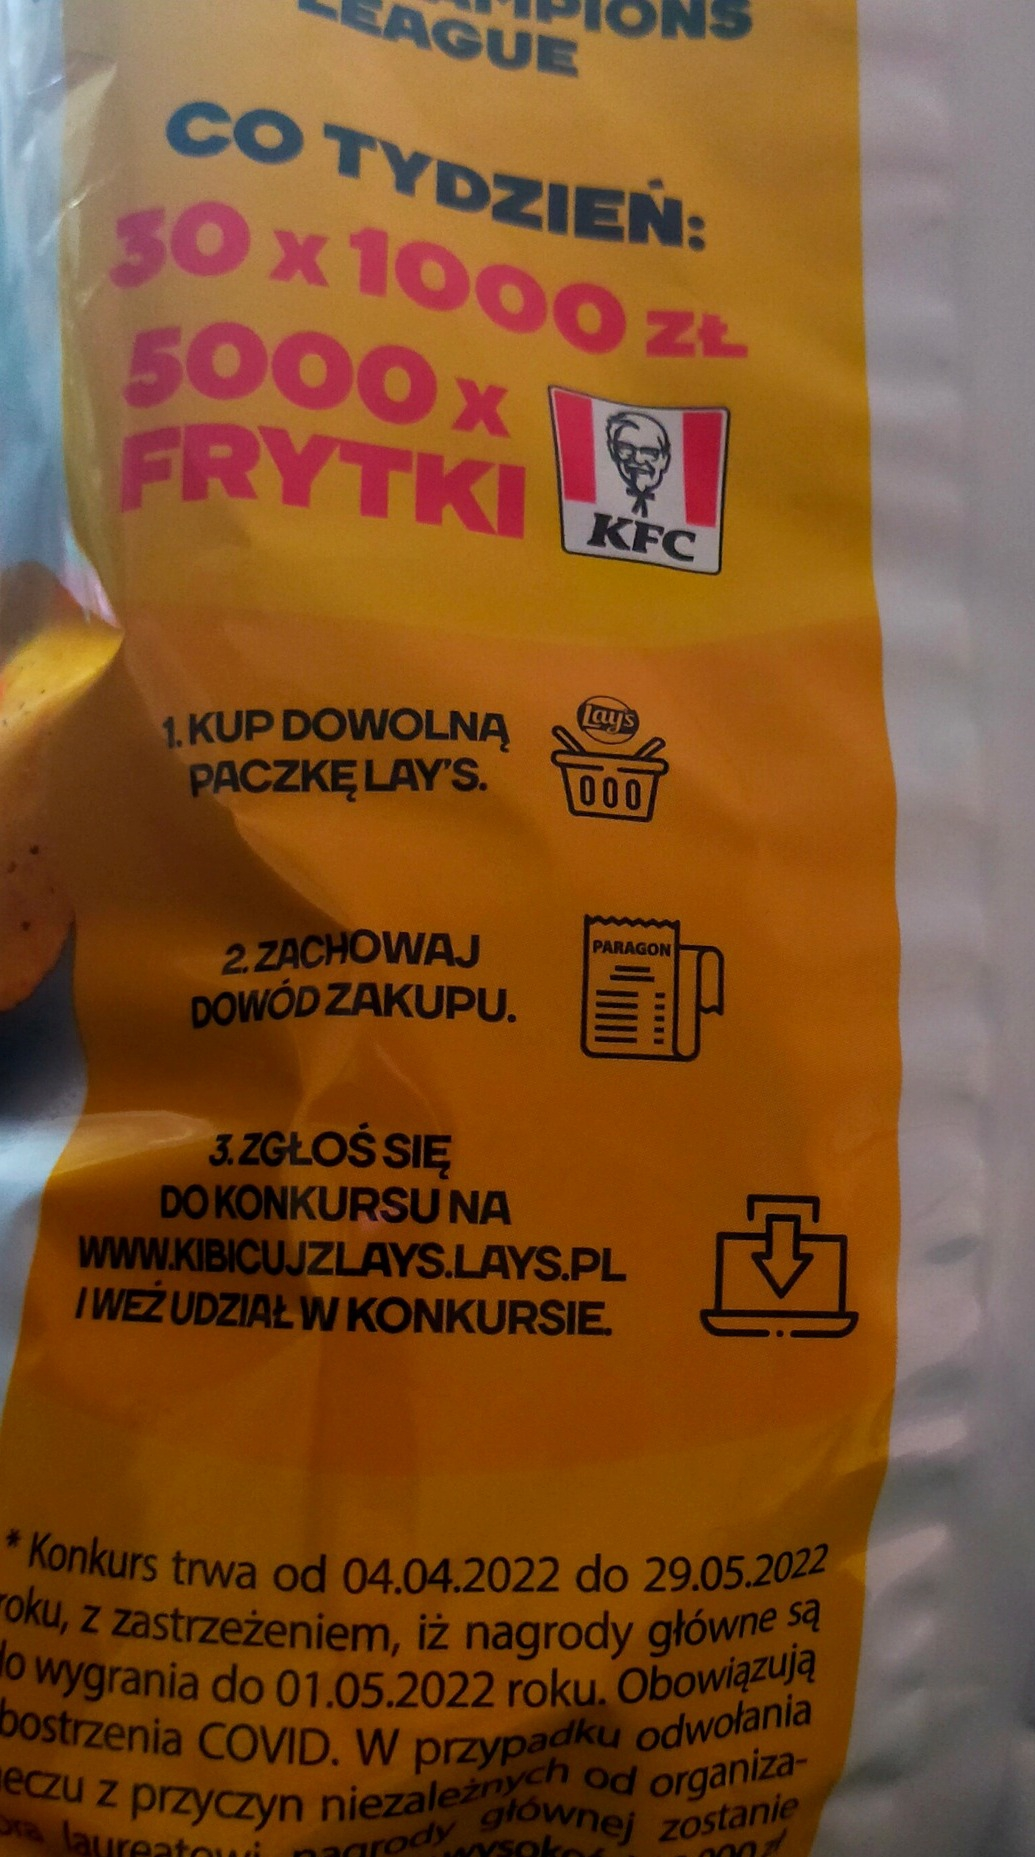 CHAMPIONS
LEAGUE
CO TYDZIEŃ:
30 x 1000 ZŁ
5000 x
FRYTKI
KFC
1. KUP DOWOLNĄ
PACZKĘ LAY'S.
Lay's
2. ZACHOWAJ
DOWÓD ZAKUPU.
PARAGON
3. ZGŁOŚ SIĘ
DO KONKURSU NA
WWW.KIBICUJZLAYS.LAYS.PL
I WEŹ UDZIAŁ W KONKURSIE.
* Konkurs trwa od 04.04.2022 do 29.05.2022
roku, z zastrzeżeniem, iż nagrody główne są
do wygrania do 01.05.2022 roku. Obowiązują
obostrzenia COVID. W przypadku odwołania
meczu z przyczyn niezależnych od organiza-
laureatowi nagrody głównej zostanie